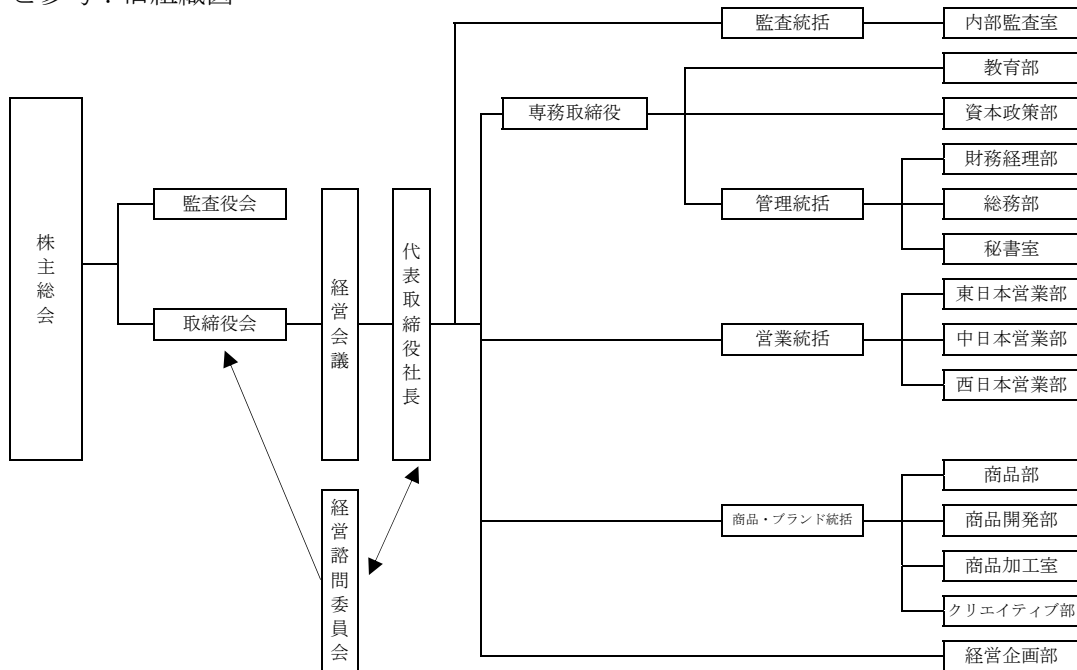 監査統括
内部監査室
教育部
専務取締役
資本政策部
財務経理部
監査役会
管理統括
総務部
秘書室
株主総会
代表取締役社長
経営会議
取締役会
東日本営業部
営業統括
中日本営業部
西日本営業部
商品部
経営諮問委員会
商品・ブランド統括
商品開発部
商品加工室
クリエイティブ部
経営企画部